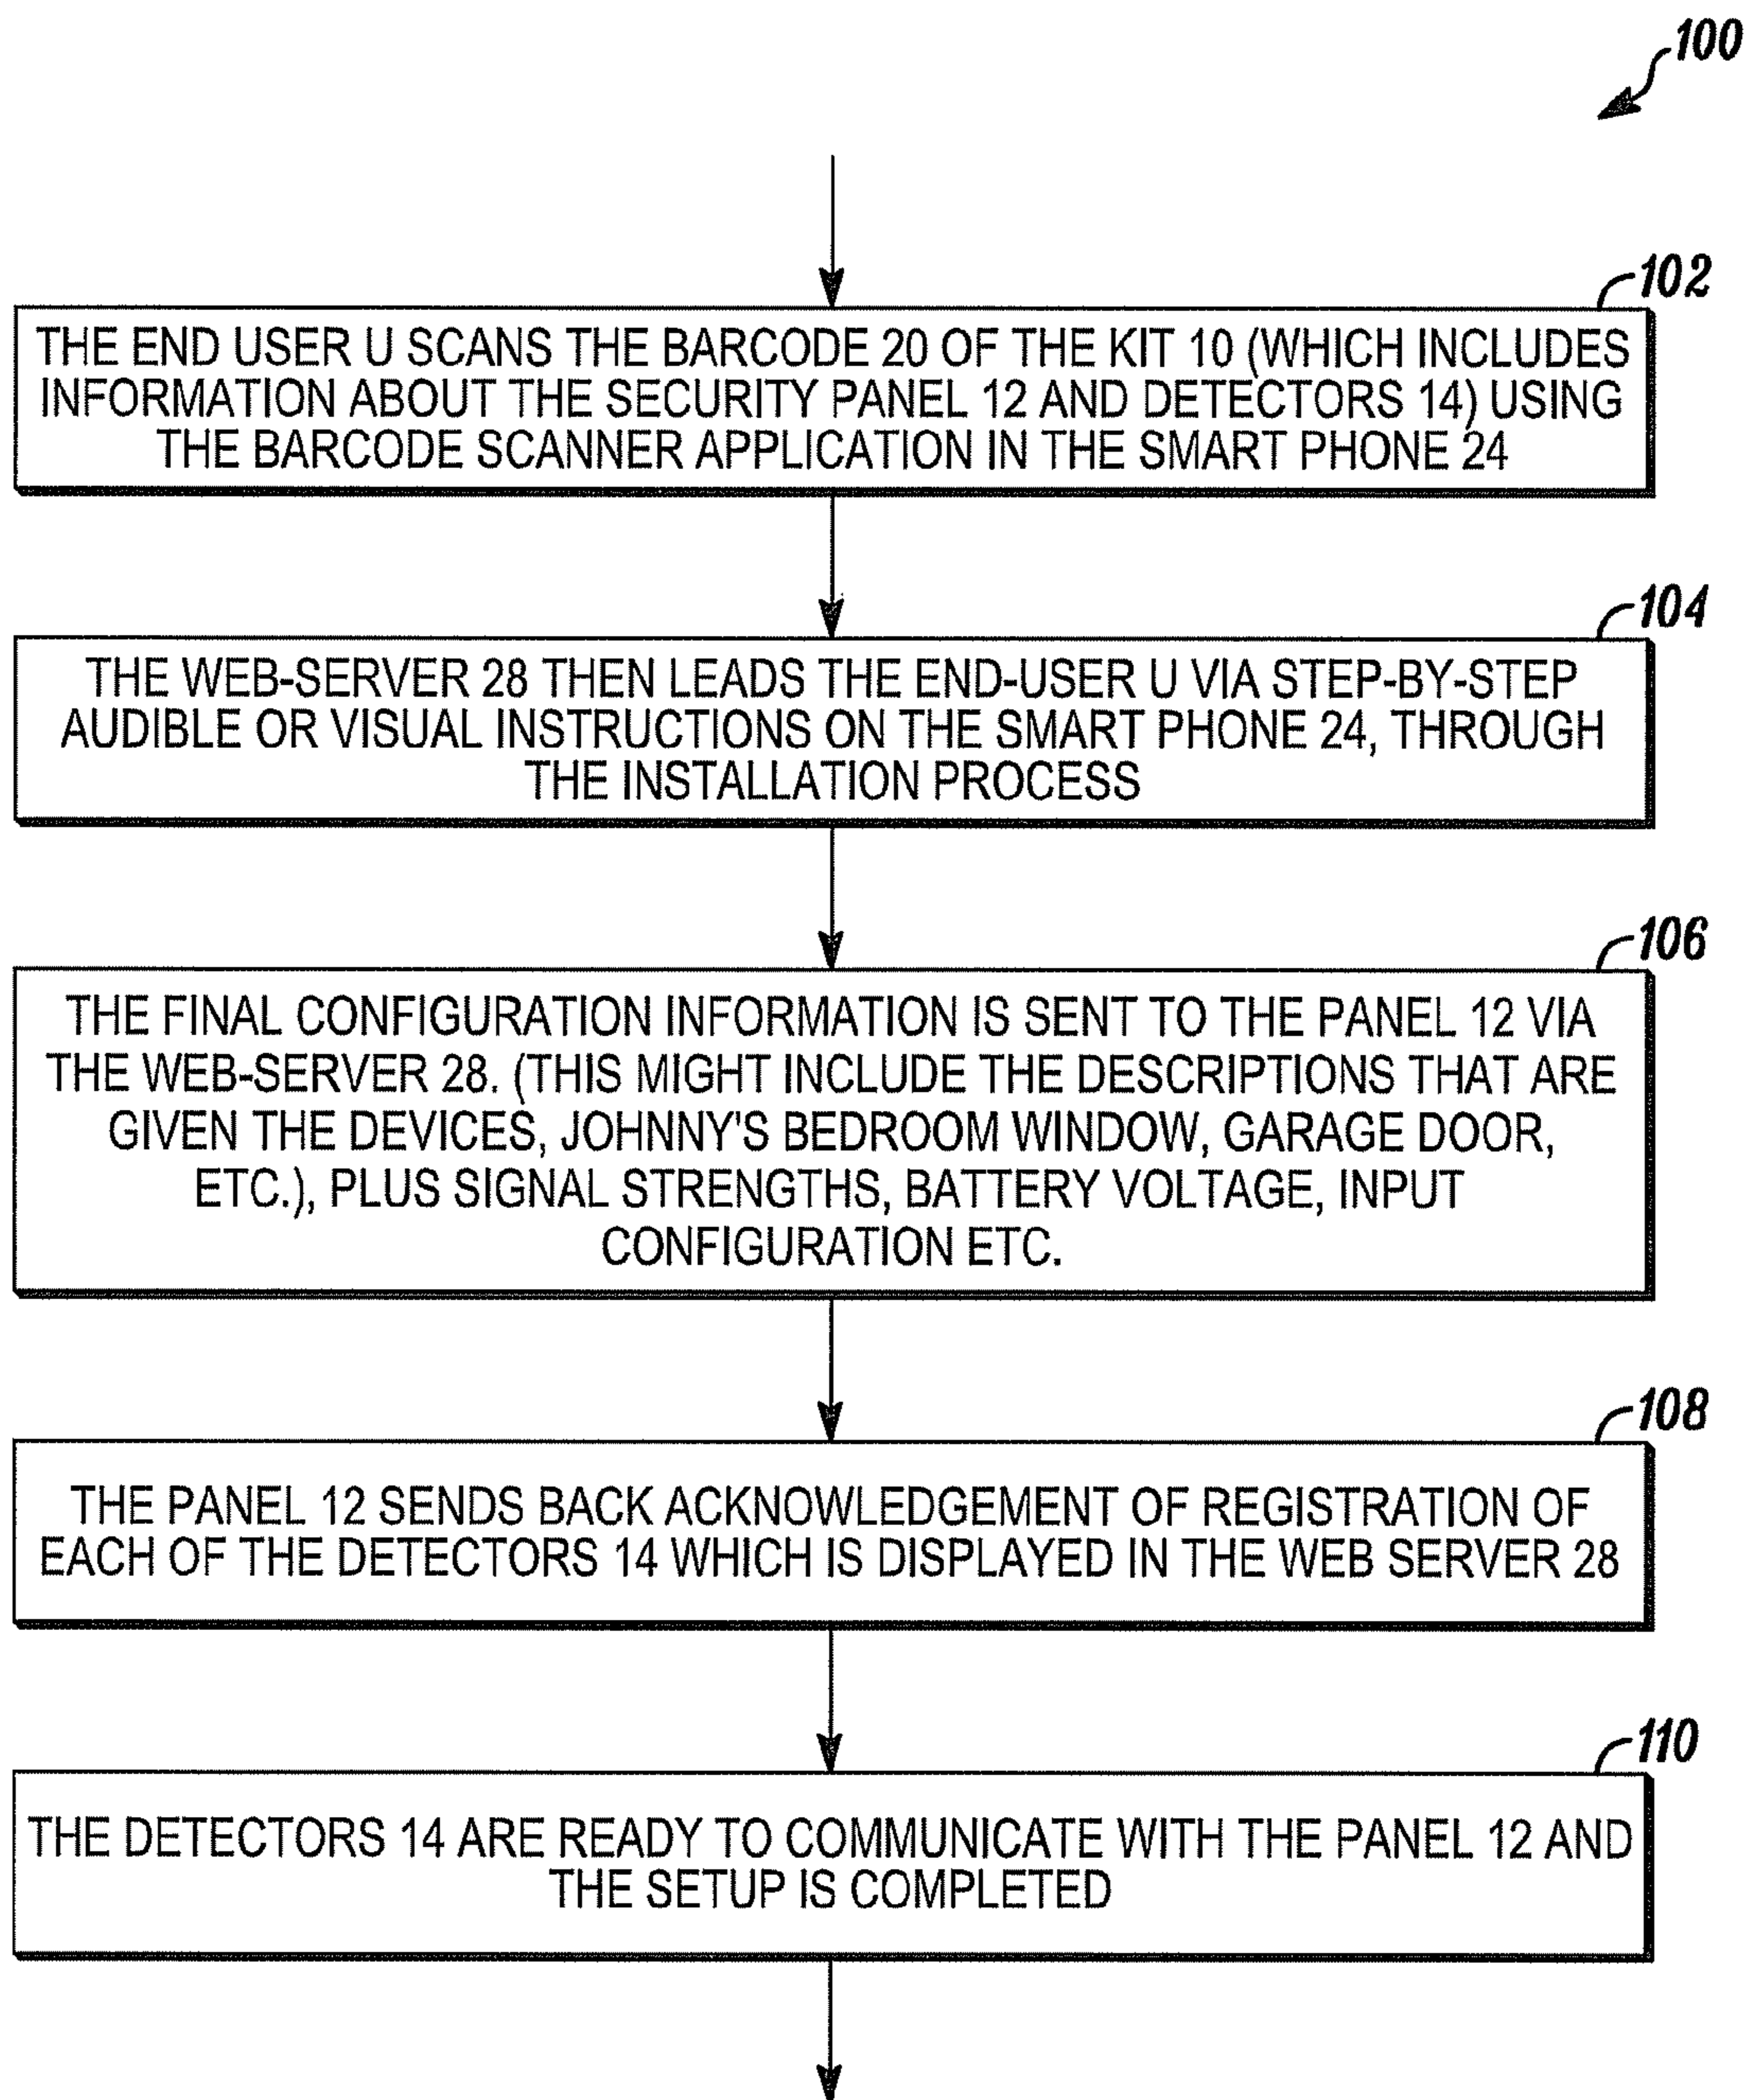 100
102
THE END USER U SCANS THE BARCODE 20 OF THE KIT 10 (WHICH INCLUDES
INFORMATION ABOUT THE SECURITY PANEL 12 AND DETECTORS 14) USING
THE BARCODE SCANNER APPLICATION IN THE SMART PHONE 24
104
THE WEB-SERVER 28 THEN LEADS THE END-USER U VIA STEP-BY-STEP
AUDIBLE OR VISUAL INSTRUCTIONS ON THE SMART PHONE 24, THROUGH
THE INSTALLATION PROCESS
106
THE FINAL CONFIGURATION INFORMATION IS SENT TO THE PANEL 12 VIA
THE WEB-SERVER 28. (THIS MIGHT INCLUDE THE DESCRIPTIONS THAT ARE
GIVEN THE DEVICES, JOHNNY'S BEDROOM WINDOW, GARAGE DOOR,
ETC.), PLUS SIGNAL STRENGTHS, BATTERY VOLTAGE, INPUT
CONFIGURATION ETC.
108
THE PANEL 12 SENDS BACK ACKNOWLEDGEMENT OF REGISTRATION OF
EACH OF THE DETECTORS 14 WHICH IS DISPLAYED IN THE WEB SERVER 28
110
THE DETECTORS 14 ARE READY TO COMMUNICATE WITH THE PANEL 12 AND
THE SETUP IS COMPLETED